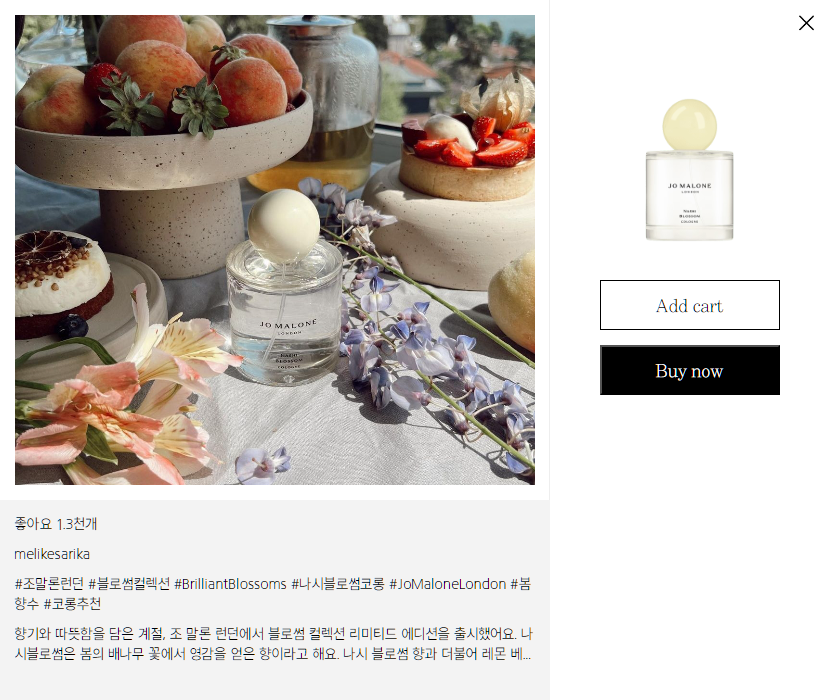 JO MALONE
LONDON
NASHI
BLOSSOM
COLOGNE
좋아요 1.3천개
melikesarika
#조말론런던 #블로썸컬렉션 #BrilliantBlossoms #나시블로썸코롱 #JoMaloneLondon #봄
향수 #코롱추천
향기와 따뜻함을 담은 계절, 조 말론 런던에서 블로썸 컬렉션 리미티드 에디션을 출시했어요. 나
시블로썸은 봄의 배나무 꽃에서 영감을 얻은 향이라고 해요. 나시 블로썸 향과 더불어 레몬 베...
JO MALONE
LONDON
NASHI
BLOSSOM
COLOGNE
Add cart
Buy now